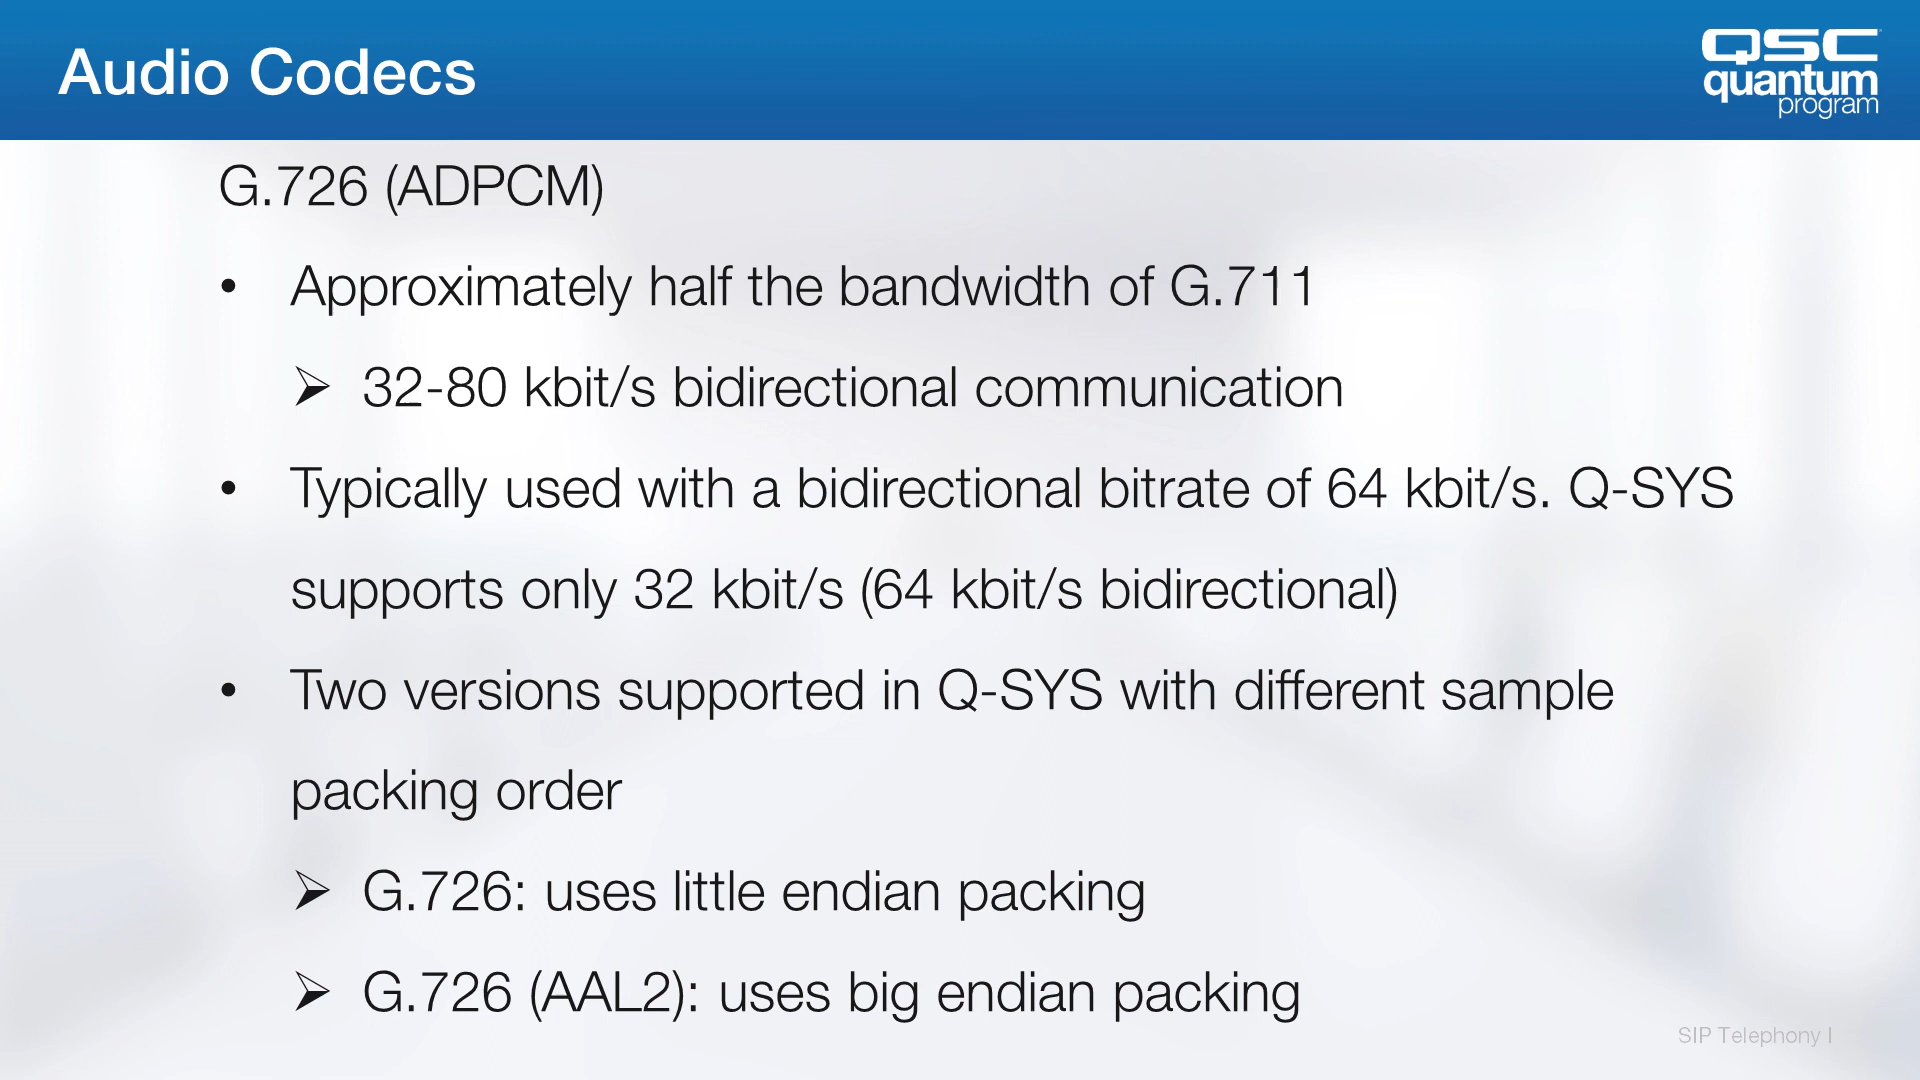 Audio Codecs
QSC
quantum
program
G.726 (ADPCM)
• Approximately half the bandwidth of G.711
➢ 32-80 kbit/s bidirectional communication
• Typically used with a bidirectional bitrate of 64 kbit/s. Q-SYS
supports only 32 kbit/s (64 kbit/s bidirectional)
• Two versions supported in Q-SYS with different sample
packing order
➢ G.726: uses little endian packing
➢ G.726 (AAL2): uses big endian packing
SIP Telephony I